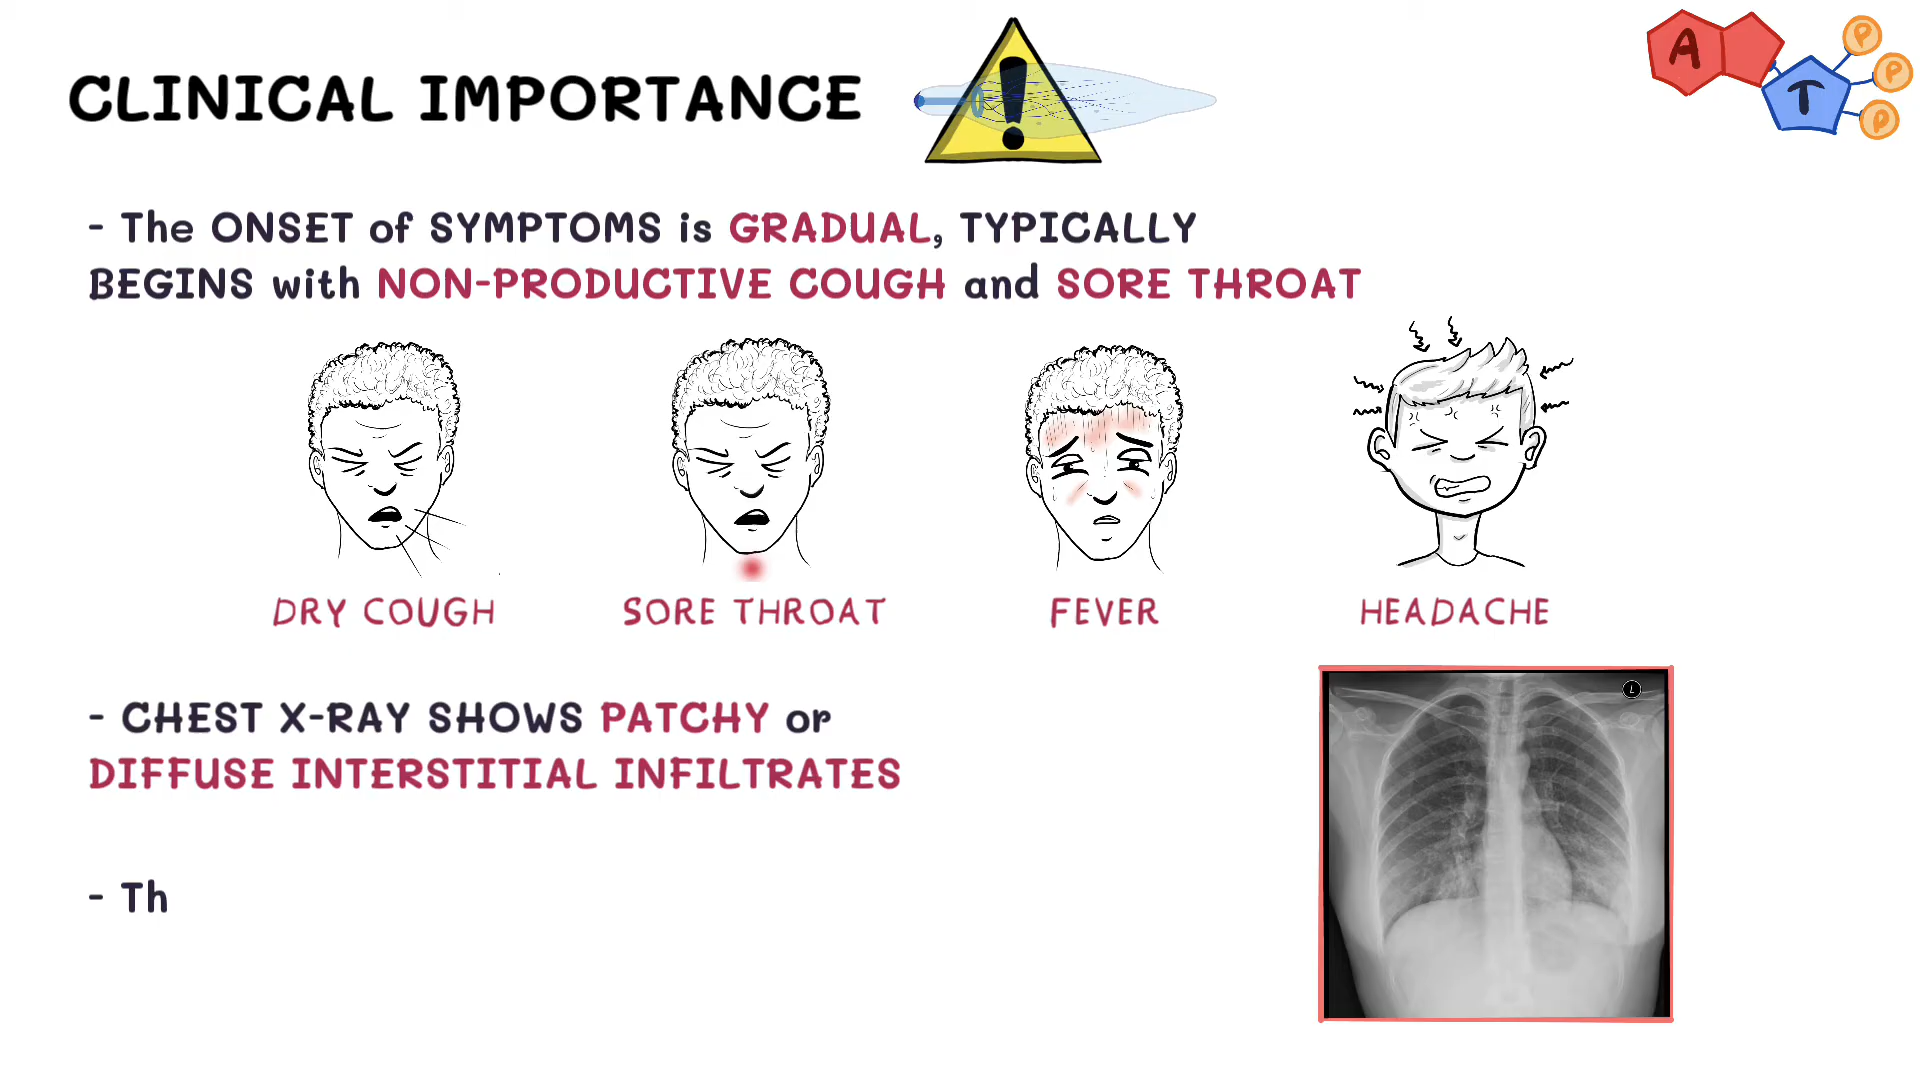 CLINICAL IMPORTANCE
A
T
P
P
P
- The ONSET of SYMPTOMS is GRADUAL, TYPICALLY
BEGINS with NON-PRODUCTIVE COUGH and SORE THROAT
DRY COUGH
SORE THROAT
FEVER
HEADACHE
- CHEST X-RAY SHOWS PATCHY or
DIFFUSE INTERSTITIAL INFILTRATES
L
- Th